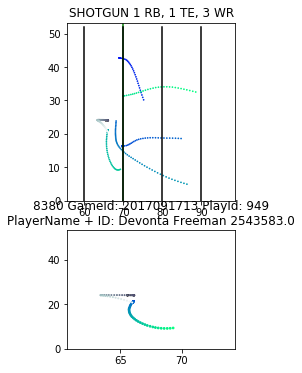 SHOTGUN 1 RB, 1 TE, 3 WR
50
40
30
20
10
0
60 70 80 90
8380 GameId: 2017091713 PlayId: 949
PlayerName + ID: Devonta Freeman 2543583.0
40
20
0
65 70